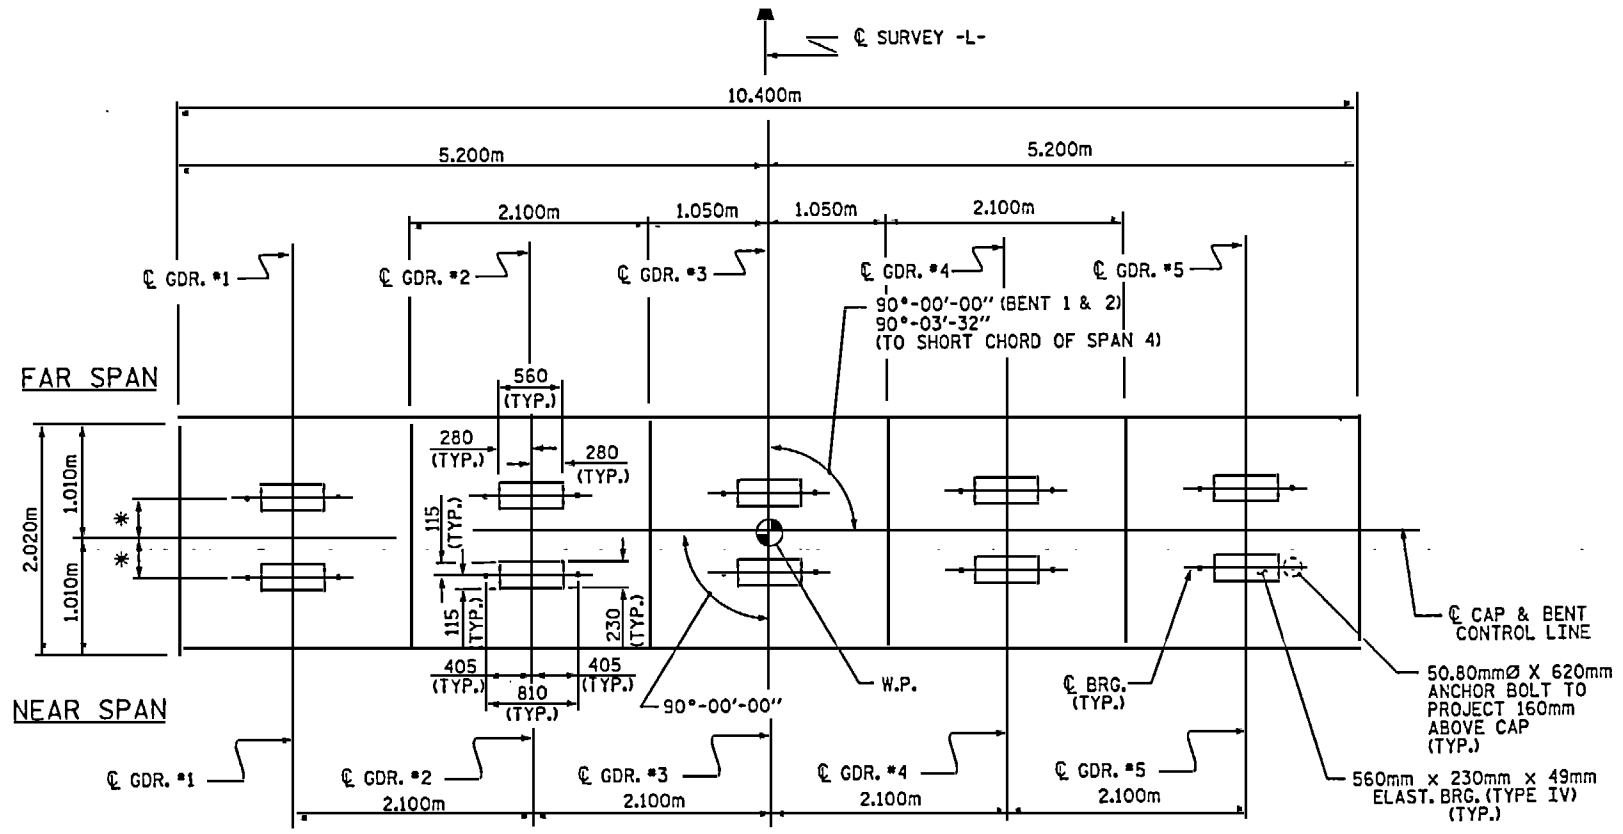 ℄ SURVEY -L-
10.400m
5.200m
5.200m
2.100m
1.050m
1.050m
2.100m
℄ GDR. #1
℄ GDR. #2
℄ GDR. #3
℄ GDR. #4
℄ GDR. #5
90°-00'-00" (BENT 1 & 2)
90°-03'-32"
(TO SHORT CHORD OF SPAN 4)
FAR SPAN
560
(TYP.)
280
(TYP.)
280
(TYP.)
2.020m
1.010m
1.010m
*
*
115
(TYP.)
115
(TYP.)
230
(TYP.)
405
(TYP.)
405
(TYP.)
810
(TYP.)
90°-00'-00"
W.P.
℄ BRG.
(TYP.)
℄ CAP & BENT
CONTROL LINE
50.80mmØ X 620mm
ANCHOR BOLT TO
PROJECT 160mm
ABOVE CAP
(TYP.)
NEAR SPAN
℄ GDR. #1
℄ GDR. #2
℄ GDR. #3
℄ GDR. #4
℄ GDR. #5
560mm x 230mm x 49mm
ELAST. BRG. (TYPE IV)
(TYP.)
2.100m
2.100m
2.100m
2.100m